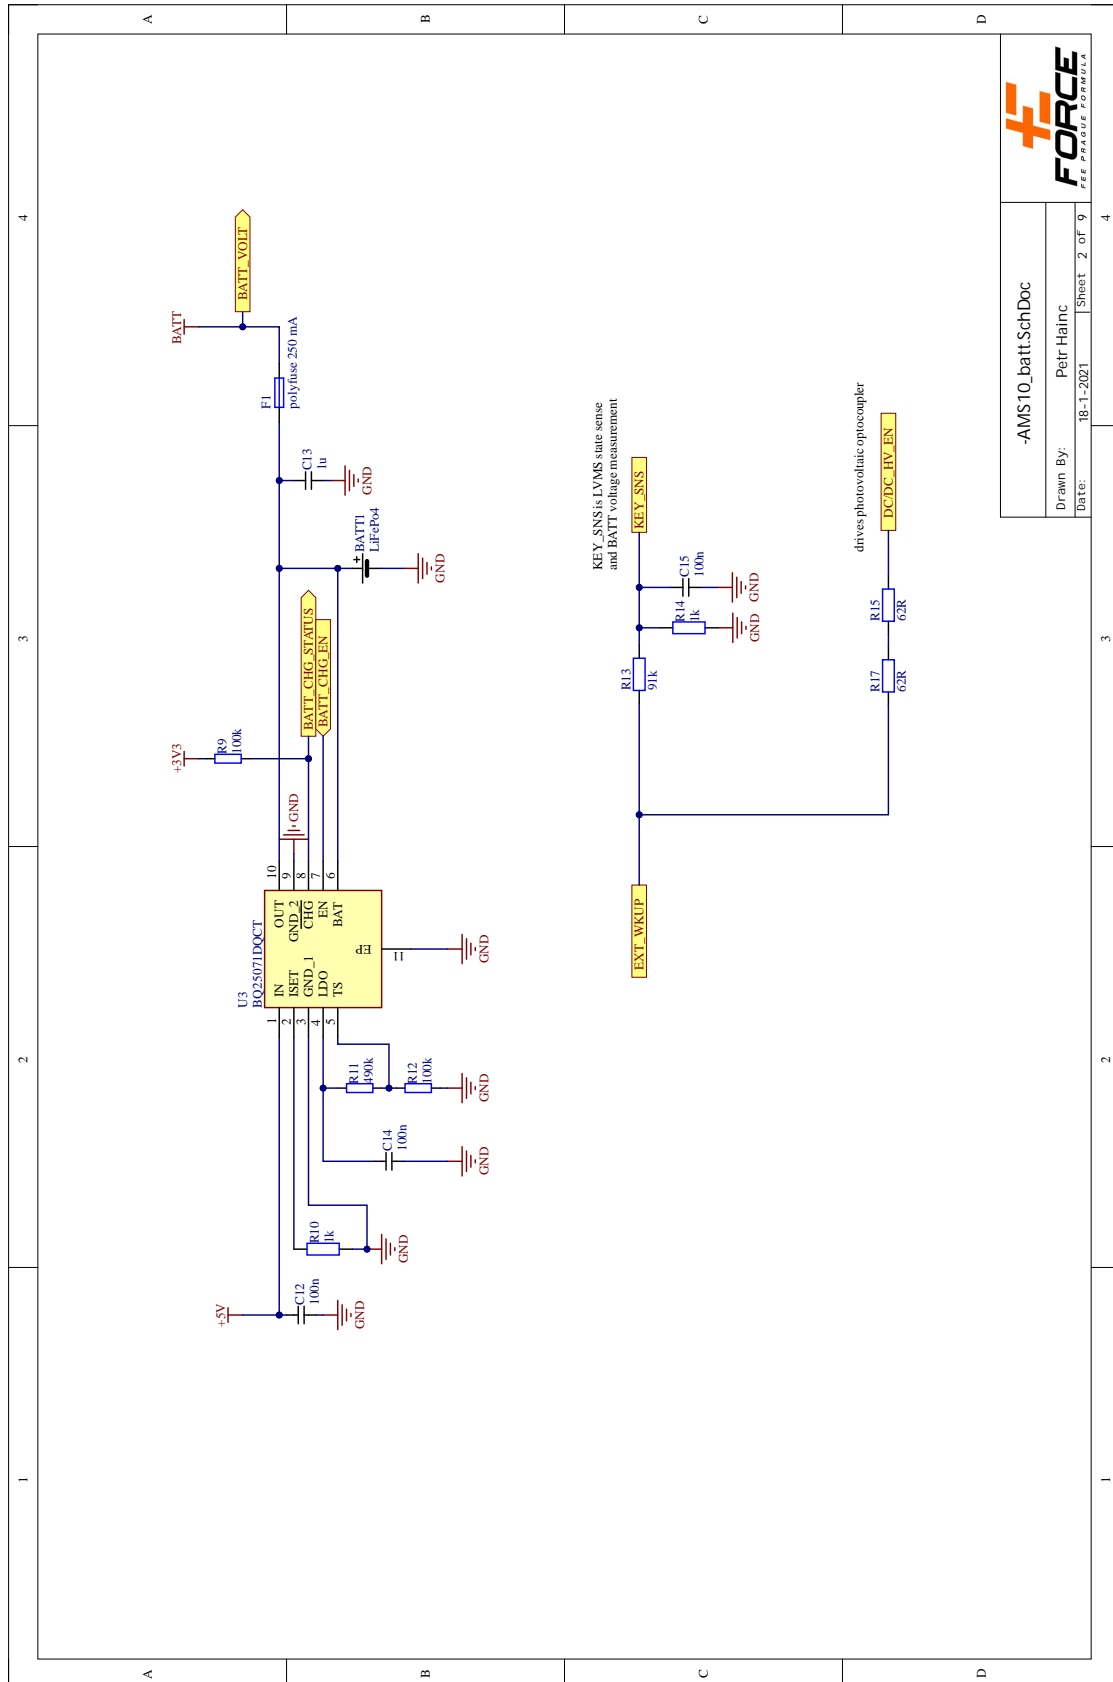 1
2
3
4
A
B
C
D
+5V
C12
100n
GND
R10
1k
GND
C14
100n
GND
R11
490k
R12
100k
GND
U3
BQ25071DQCT
1
2
3
4
5
IN
ISET
GND_1
LDO
TS
OUT
GND_2
CHG
EN
BAT
EP
10
9
8
7
6
11
GND
GND
+3V3
R9
100k
BATT_CHG_STATUS
BATT_CHG_EN
BATT1
LiFePo4
GND
C13
1u
GND
F1
polyfuse 250 mA
BATT
BATT_VOLT
EXT_WKUP
R13
91k
R14
1k
GND
C15
100n
GND
KEY_SNS
KEY_SNS is LVMS state sense
and BATT voltage measurement
R17
62R
R15
62R
DC/DC_HV_EN
drives photovoltaic optocoupler
-AMS10_batt.SchDoc
Drawn By: Petr Hainc
Date: 18-1-2021 Sheet 2 of 9
FORCE
FEE PRAGUE FORMULA
1
2
3
4
A
B
C
D